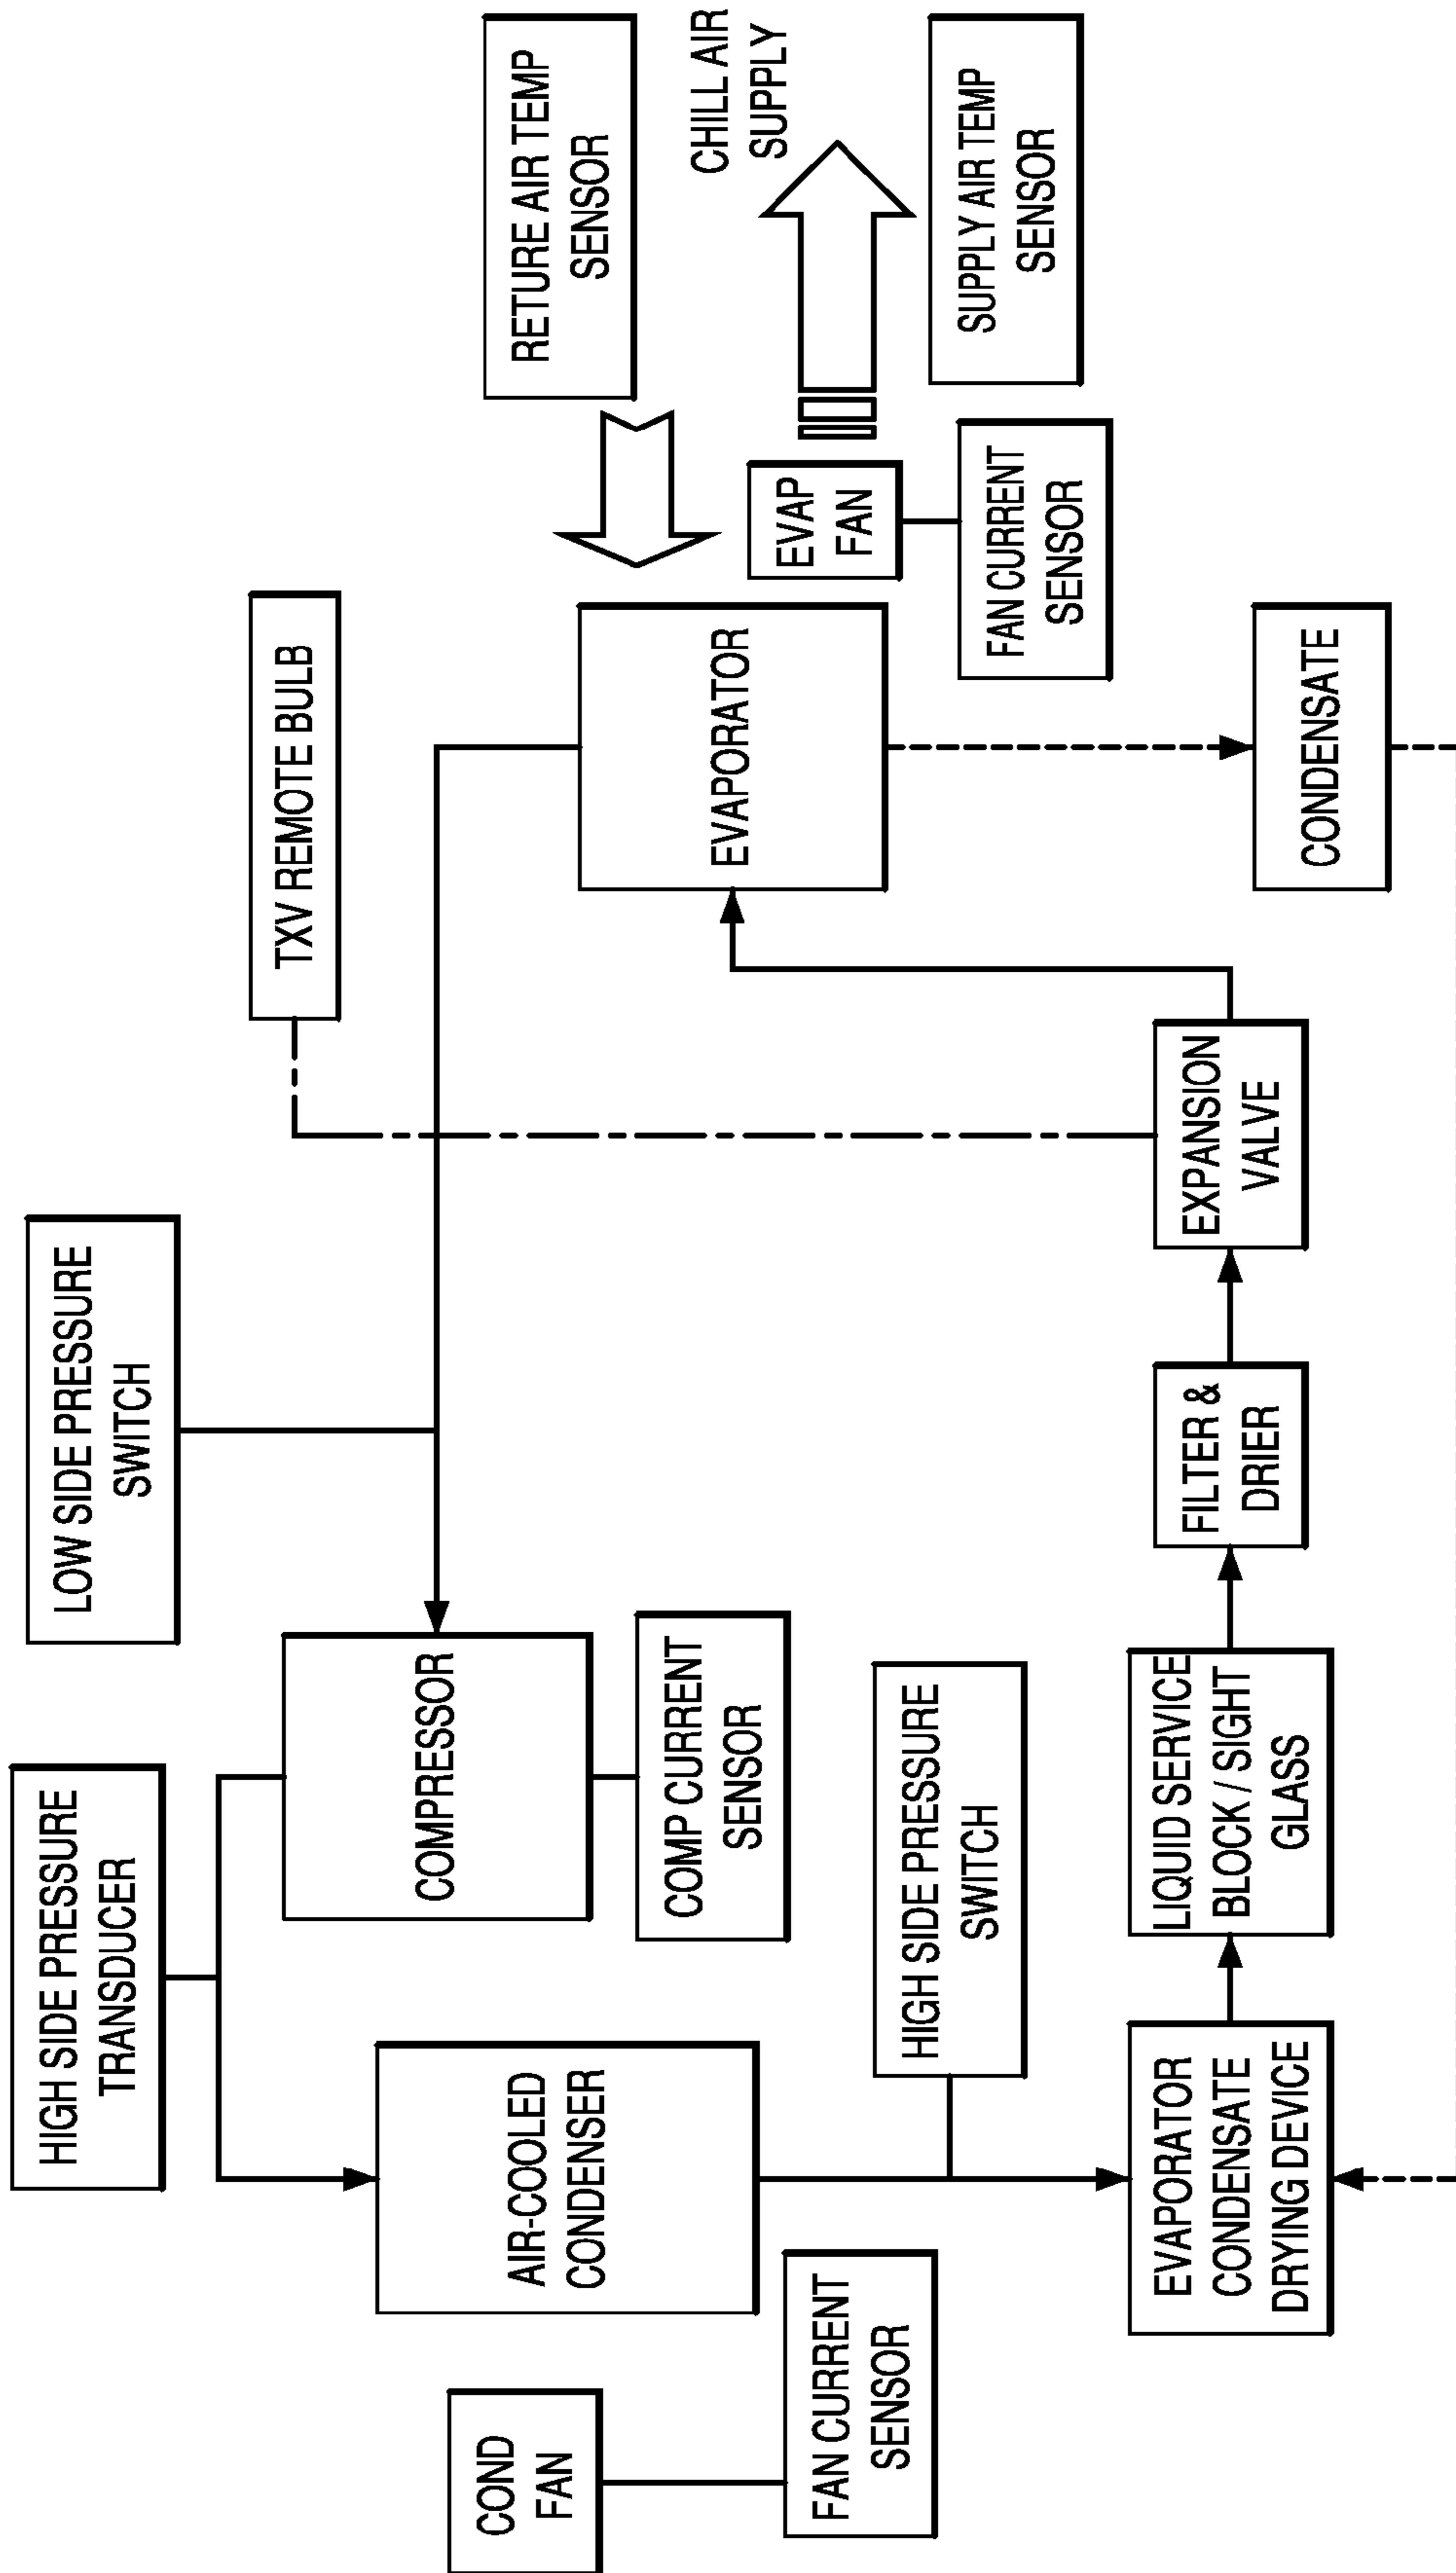 HIGH SIDE PRESSURE
TRANSDUCER
LOW SIDE PRESSURE
SWITCH
TXV REMOTE BULB
RETURE AIR TEMP
SENSOR
COMPRESSOR
AIR-COOLED
CONDENSER
COND
FAN
COMP CURRENT
SENSOR
EVAPORATOR
CHILL AIR
SUPPLY
EVAP
FAN
FAN CURRENT
SENSOR
HIGH SIDE PRESSURE
SWITCH
FAN CURRENT
SENSOR
SUPPLY AIR TEMP
SENSOR
EVAPORATOR
CONDENSATE
DRYING DEVICE
LIQUID SERVICE
BLOCK / SIGHT
GLASS
FILTER &
DRIER
EXPANSION
VALVE
CONDENSATE